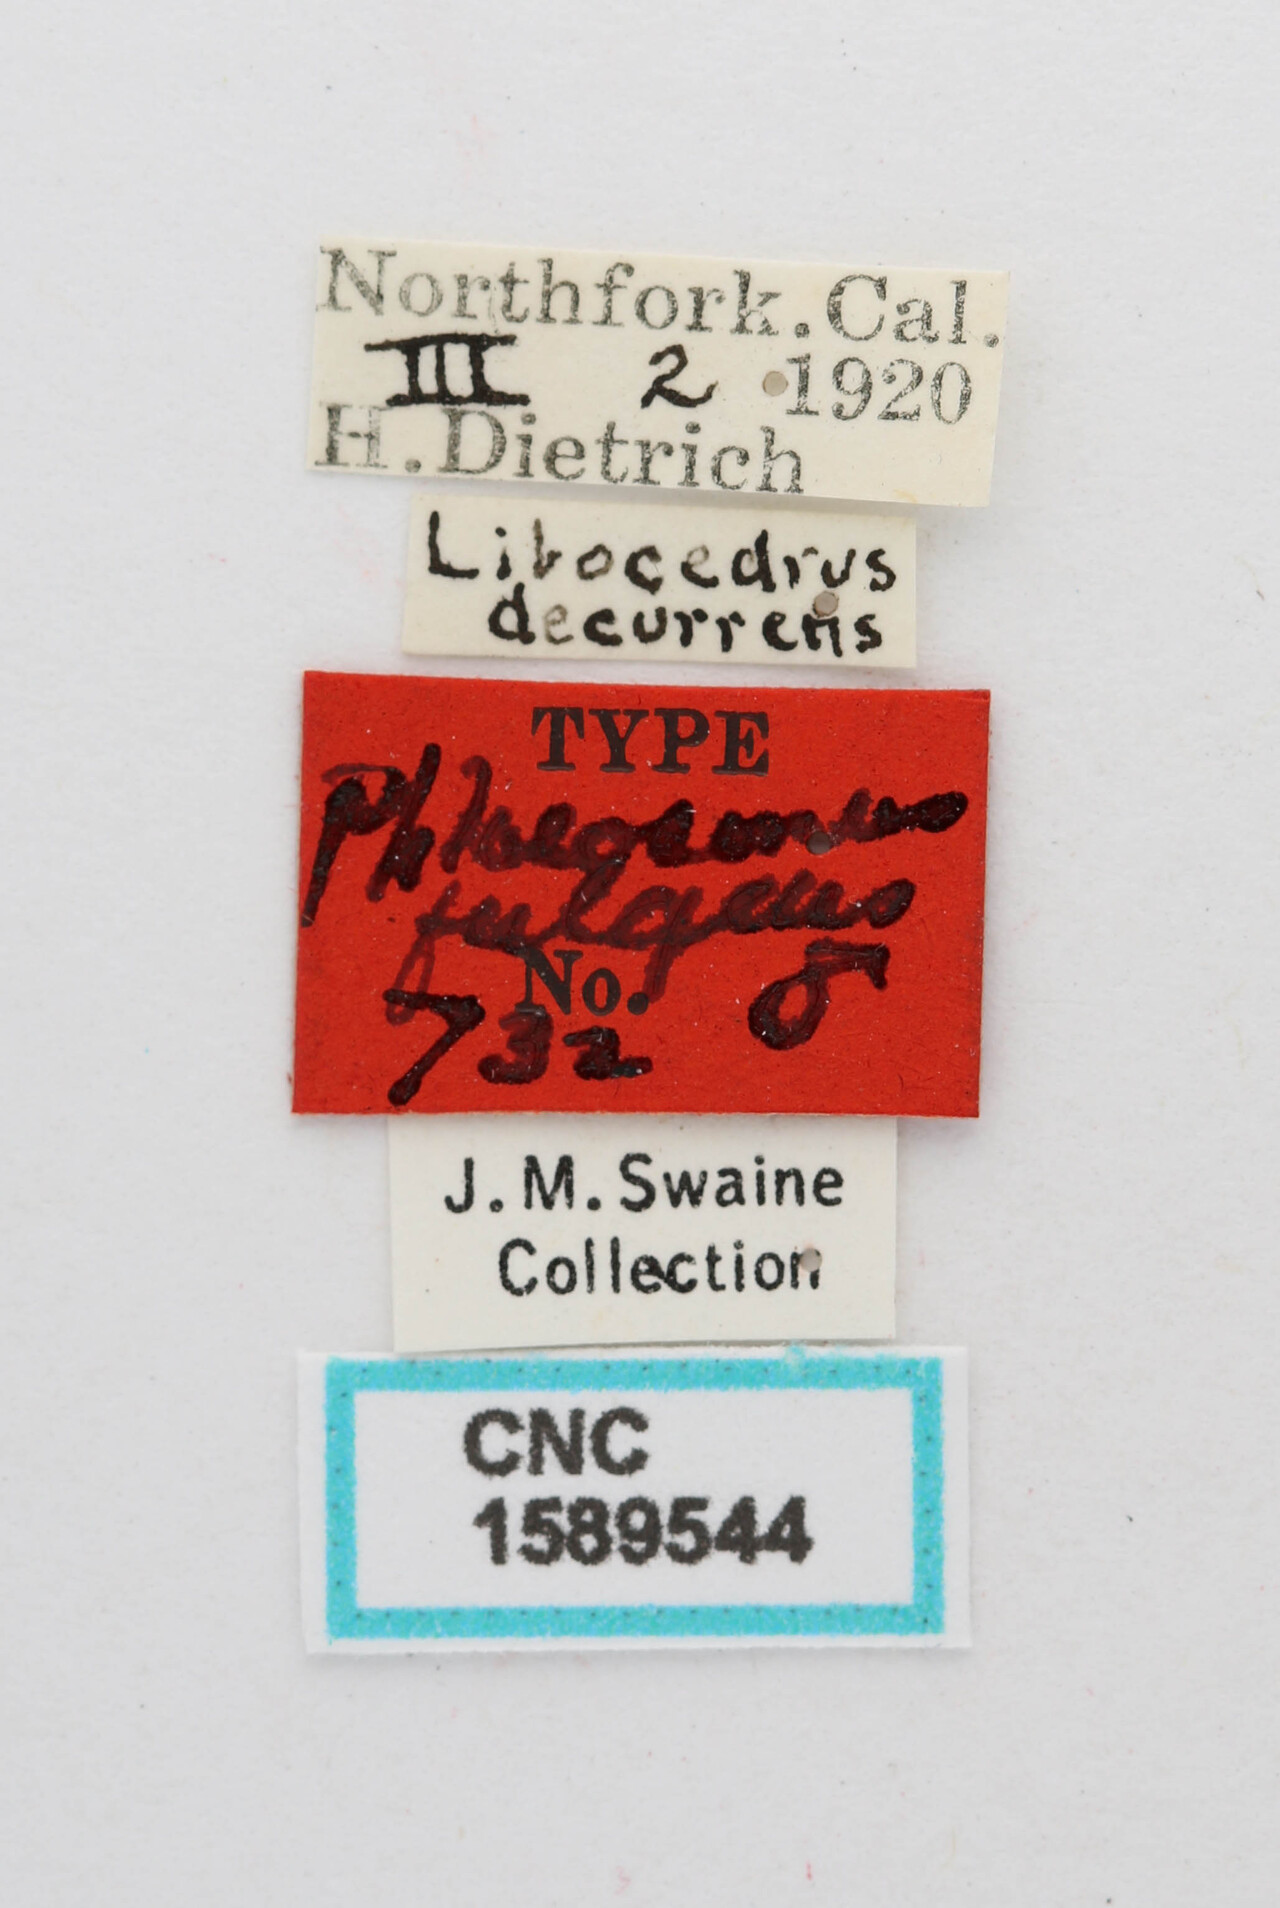 Northfork. Cal.
III 2 1920
H. Dietrich
Libocedrus
decurrens
TYPE
Phloeosinus
fulgens
No.
732 ♂
J. M. Swaine
Collection
CNC
1589544